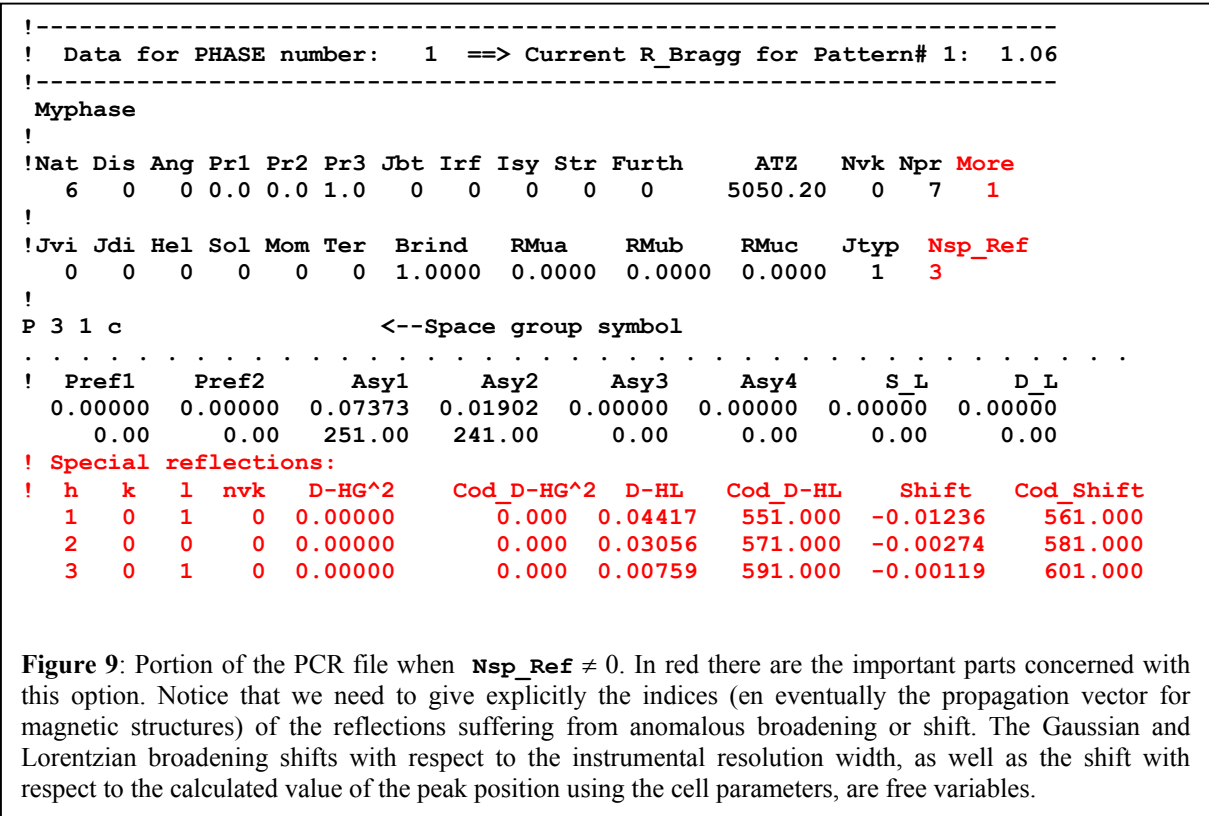 !-----------------------------------------------------------------------
!  Data for PHASE number:   1  ==> Current R_Bragg for Pattern# 1:  1.06
!-----------------------------------------------------------------------
 Myphase
!
!Nat Dis Ang Pr1 Pr2 Pr3 Jbt Irf Isy Str Furth      ATZ    Nvk Npr More
   6   0   0 0.0 0.0 1.0   0   0   0   0   0      5050.20   0   7   1
!
!Jvi Jdi Hel Sol Mom Ter  Brind   RMua    RMub    RMuc   Jtyp  Nsp_Ref
   0   0   0   0   0   0  1.0000  0.0000  0.0000  0.0000   1   3
!
P 3 1 c                  <--Space group symbol
. . . . . . . . . . . . . . . . . . . . . . . . . . . . . . . . . . . . . . .
!  Pref1    Pref2      Asy1     Asy2     Asy3     Asy4      S_L      D_L
  0.00000  0.00000  0.07373  0.01902  0.00000  0.00000  0.00000  0.00000
     0.00     0.00   251.00   241.00     0.00     0.00     0.00     0.00
! Special reflections:
!  h   k   l  nvk   D-HG^2    Cod_D-HG^2  D-HL   Cod_D-HL    Shift   Cod_Shift
   1   0   1   0  0.00000       0.000  0.04417   551.000  -0.01236    561.000
   2   0   0   0  0.00000       0.000  0.03056   571.000  -0.00274    581.000
   3   0   1   0  0.00000       0.000  0.00759   591.000  -0.00119    601.000
Figure 9: Portion of the PCR file when Nsp_Ref ≠ 0. In red there are the important parts concerned with
this option. Notice that we need to give explicitly the indices (en eventually the propagation vector for
magnetic structures) of the reflections suffering from anomalous broadening or shift. The Gaussian and
Lorentzian broadening shifts with respect to the instrumental resolution width, as well as the shift with
respect to the calculated value of the peak position using the cell parameters, are free variables.